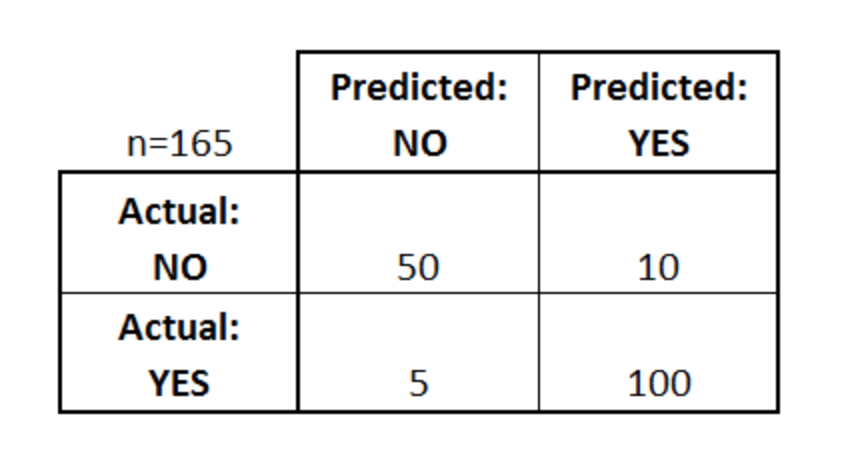 Predicted: Predicted:
n=165 NO YES
Actual:
NO 50 10
Actual:
YES 5 100